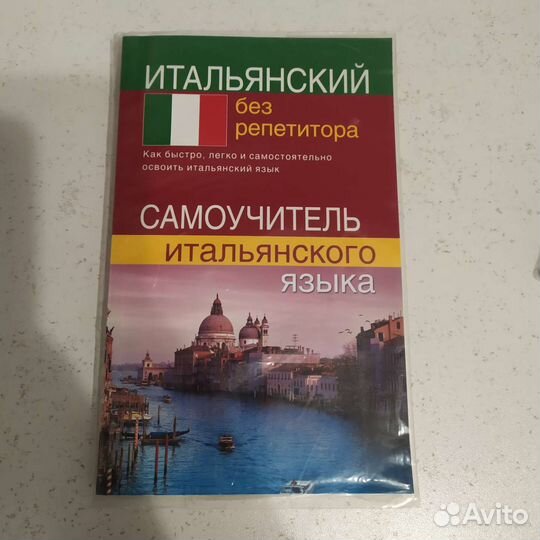 ИТАЛЬЯНСКИЙ
без
репетитора
Как быстро, легко и самостоятельно
освоить итальянский язык
САМОУЧИТЕЛЬ
итальянского
языка
Avito